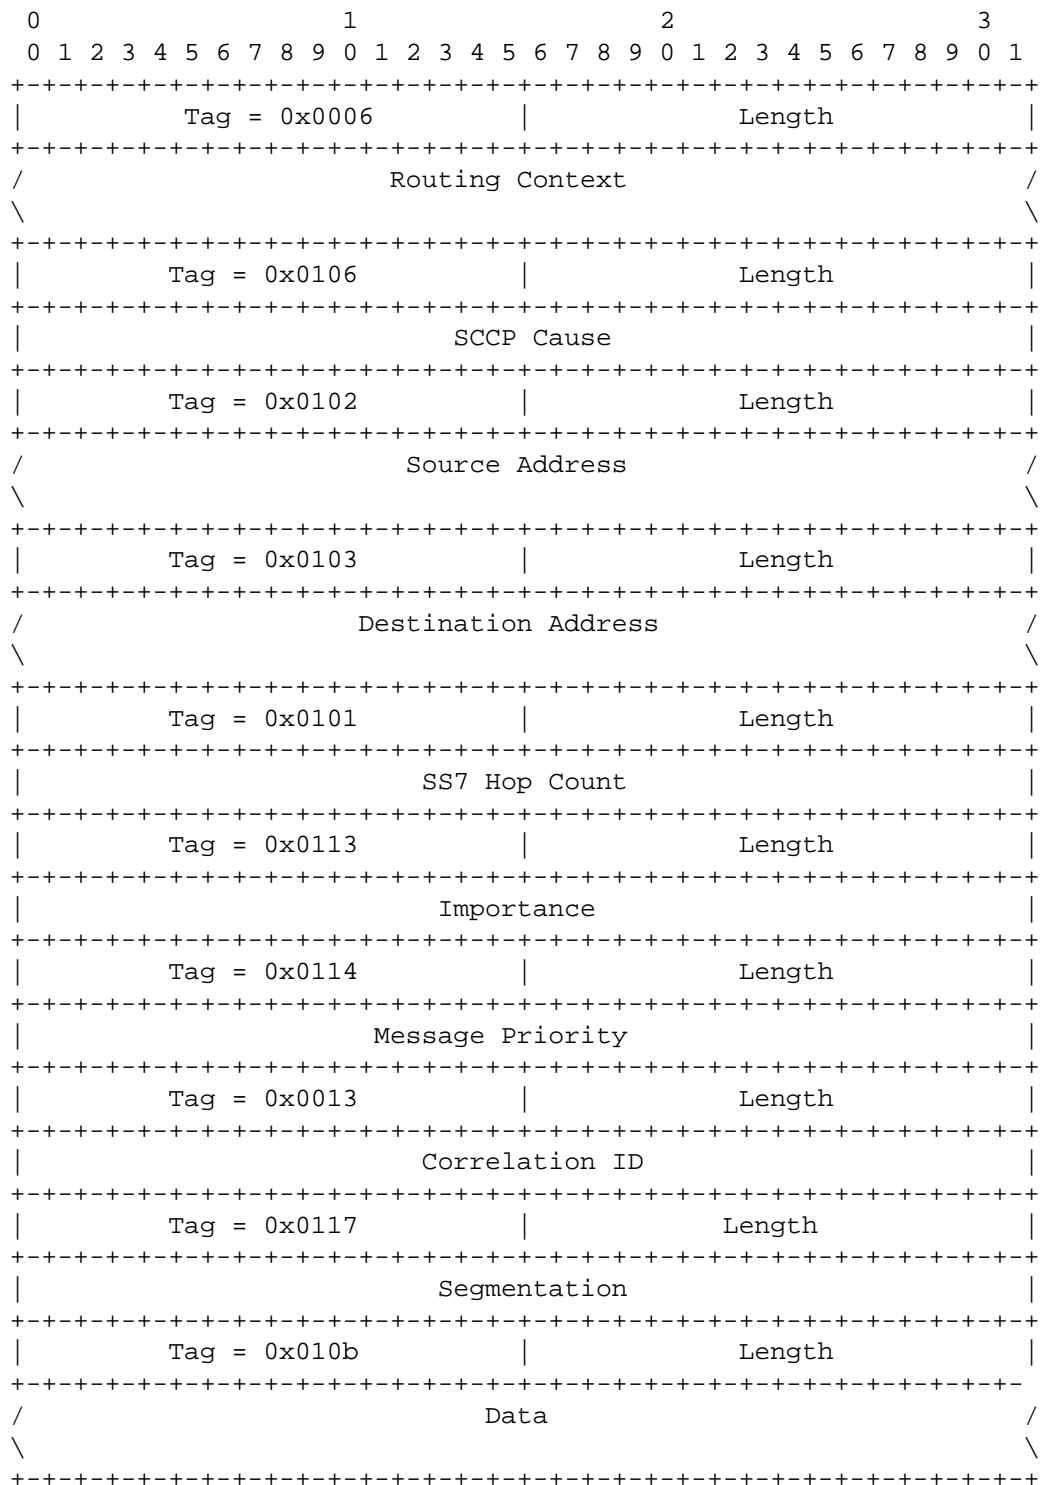 0                   1                   2                   3
 0 1 2 3 4 5 6 7 8 9 0 1 2 3 4 5 6 7 8 9 0 1 2 3 4 5 6 7 8 9 0 1
+-+-+-+-+-+-+-+-+-+-+-+-+-+-+-+-+-+-+-+-+-+-+-+-+-+-+-+-+-+-+-+-+
|          Tag = 0x0006         |             Length            |
+-+-+-+-+-+-+-+-+-+-+-+-+-+-+-+-+-+-+-+-+-+-+-+-+-+-+-+-+-+-+-+-+
/                       Routing Context                         /
\                                                               \
+-+-+-+-+-+-+-+-+-+-+-+-+-+-+-+-+-+-+-+-+-+-+-+-+-+-+-+-+-+-+-+-+
|         Tag = 0x0106          |             Length            |
+-+-+-+-+-+-+-+-+-+-+-+-+-+-+-+-+-+-+-+-+-+-+-+-+-+-+-+-+-+-+-+-+
|                           SCCP Cause                          |
+-+-+-+-+-+-+-+-+-+-+-+-+-+-+-+-+-+-+-+-+-+-+-+-+-+-+-+-+-+-+-+-+
|         Tag = 0x0102          |             Length            |
+-+-+-+-+-+-+-+-+-+-+-+-+-+-+-+-+-+-+-+-+-+-+-+-+-+-+-+-+-+-+-+-+
/                        Source Address                         /
\                                                               \
+-+-+-+-+-+-+-+-+-+-+-+-+-+-+-+-+-+-+-+-+-+-+-+-+-+-+-+-+-+-+-+-+
|         Tag = 0x0103          |             Length            |
+-+-+-+-+-+-+-+-+-+-+-+-+-+-+-+-+-+-+-+-+-+-+-+-+-+-+-+-+-+-+-+-+
/                     Destination Address                       /
\                                                               \
+-+-+-+-+-+-+-+-+-+-+-+-+-+-+-+-+-+-+-+-+-+-+-+-+-+-+-+-+-+-+-+-+
|         Tag = 0x0101          |             Length            |
+-+-+-+-+-+-+-+-+-+-+-+-+-+-+-+-+-+-+-+-+-+-+-+-+-+-+-+-+-+-+-+-+
|                         SS7 Hop Count                         |
+-+-+-+-+-+-+-+-+-+-+-+-+-+-+-+-+-+-+-+-+-+-+-+-+-+-+-+-+-+-+-+-+
|         Tag = 0x0113          |             Length            |
+-+-+-+-+-+-+-+-+-+-+-+-+-+-+-+-+-+-+-+-+-+-+-+-+-+-+-+-+-+-+-+-+
|                          Importance                           |
+-+-+-+-+-+-+-+-+-+-+-+-+-+-+-+-+-+-+-+-+-+-+-+-+-+-+-+-+-+-+-+-+
|         Tag = 0x0114          |             Length            |
+-+-+-+-+-+-+-+-+-+-+-+-+-+-+-+-+-+-+-+-+-+-+-+-+-+-+-+-+-+-+-+-+
|                      Message Priority                         |
+-+-+-+-+-+-+-+-+-+-+-+-+-+-+-+-+-+-+-+-+-+-+-+-+-+-+-+-+-+-+-+-+
|         Tag = 0x0013          |             Length            |
+-+-+-+-+-+-+-+-+-+-+-+-+-+-+-+-+-+-+-+-+-+-+-+-+-+-+-+-+-+-+-+-+
|                         Correlation ID                        |
+-+-+-+-+-+-+-+-+-+-+-+-+-+-+-+-+-+-+-+-+-+-+-+-+-+-+-+-+-+-+-+-+
|         Tag = 0x0117          |            Length             |
+-+-+-+-+-+-+-+-+-+-+-+-+-+-+-+-+-+-+-+-+-+-+-+-+-+-+-+-+-+-+-+-+
|                          Segmentation                         |
+-+-+-+-+-+-+-+-+-+-+-+-+-+-+-+-+-+-+-+-+-+-+-+-+-+-+-+-+-+-+-+-+
|         Tag = 0x010b          |             Length            |
+-+-+-+-+-+-+-+-+-+-+-+-+-+-+-+-+-+-+-+-+-+-+-+-+-+-+-+-+-+-+-+-
/                             Data                              /
\                                                               \
+-+-+-+-+-+-+-+-+-+-+-+-+-+-+-+-+-+-+-+-+-+-+-+-+-+-+-+-+-+-+-+-+